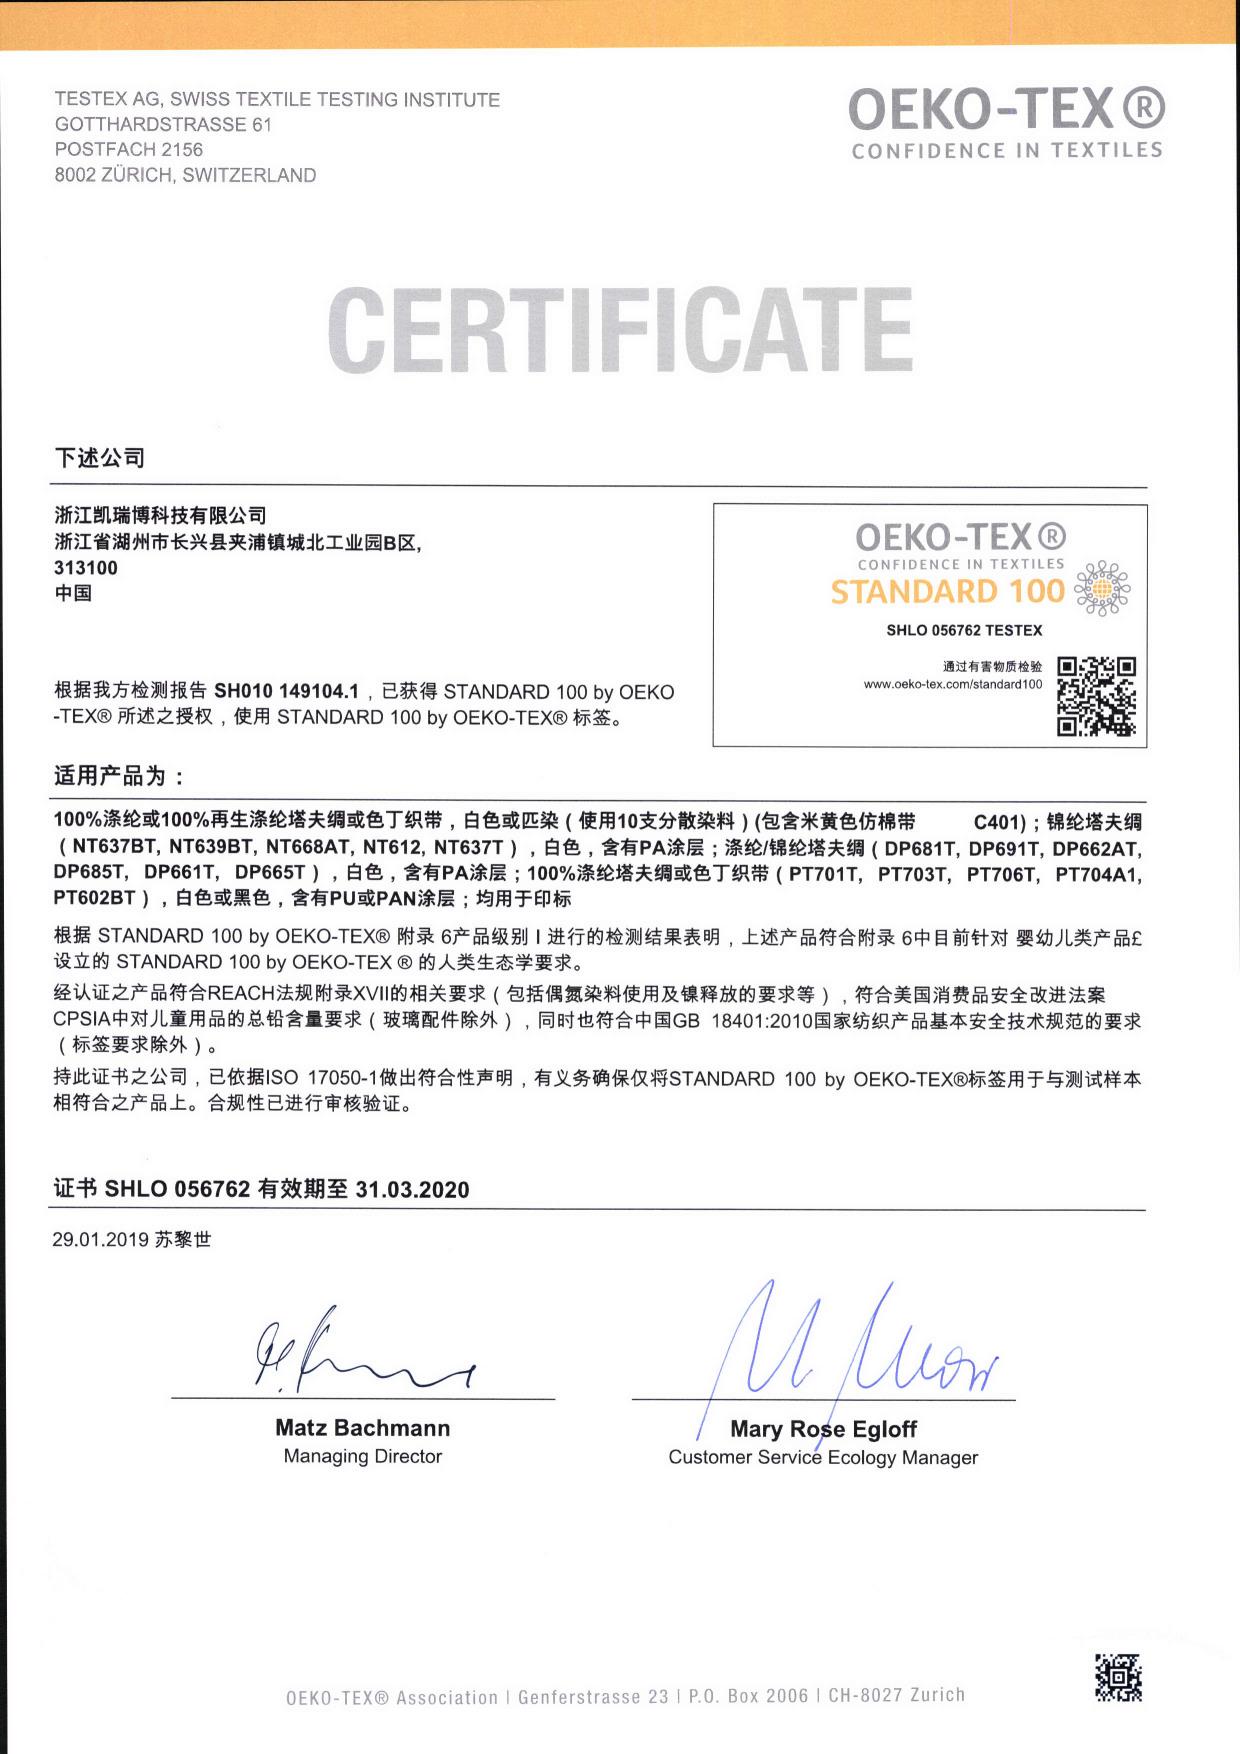 TESTEX AG, SWISS TEXTILE TESTING INSTITUTE
GOTTHARDSTRASSE 61
POSTFACH 2156
8002 ZÜRICH, SWITZERLAND
OEKO-TEX®
CONFIDENCE IN TEXTILES
CERTIFICATE
下述公司
浙江凯瑞博科技有限公司
浙江省湖州市长兴县夹浦镇城北工业园B区,
313100
中国
OEKO-TEX®
CONFIDENCE IN TEXTILES
STANDARD 100
SHLO 056762 TESTEX
通过有害物质检验
www.oeko-tex.com/standard100
根据我方检测报告 SH010 149104.1，已获得 STANDARD 100 by OEKO
-TEX® 所述之授权，使用 STANDARD 100 by OEKO-TEX® 标签。
适用产品为：
100%涤纶或100%再生涤纶塔夫绸或色丁织带，白色或匹染（使用10支分散染料）(包含米黄色仿棉带 C401)；锦纶塔夫绸
（NT637BT, NT639BT, NT668AT, NT612, NT637T），白色，含有PA涂层；涤纶/锦纶塔夫绸（DP681T, DP691T, DP662AT,
DP685T, DP661T, DP665T），白色，含有PA涂层；100%涤纶塔夫绸或色丁织带（PT701T, PT703T, PT706T, PT704A1,
PT602BT），白色或黑色，含有PU或PAN涂层；均用于印标
根据 STANDARD 100 by OEKO-TEX® 附录 6产品级别 I 进行的检测结果表明，上述产品符合附录 6中目前针对 婴幼儿类产品£
设立的 STANDARD 100 by OEKO-TEX ® 的人类生态学要求。
经认证之产品符合REACH法规附录XVII的相关要求（包括偶氮染料使用及镍释放的要求等），符合美国消费品安全改进法案
CPSIA中对儿童用品的总铅含量要求（玻璃配件除外），同时也符合中国GB 18401:2010国家纺织产品基本安全技术规范的要求
（标签要求除外）。
持此证书之公司，已依据ISO 17050-1做出符合性声明，有义务确保仅将STANDARD 100 by OEKO-TEX®标签用于与测试样本
相符合之产品上。合规性已进行审核验证。
证书 SHLO 056762 有效期至 31.03.2020
29.01.2019 苏黎世
Matz Bachmann
Managing Director
Mary Rose Egloff
Customer Service Ecology Manager
OEKO-TEX® Association | Genferstrasse 23 | P.O. Box 2006 | CH-8027 Zurich